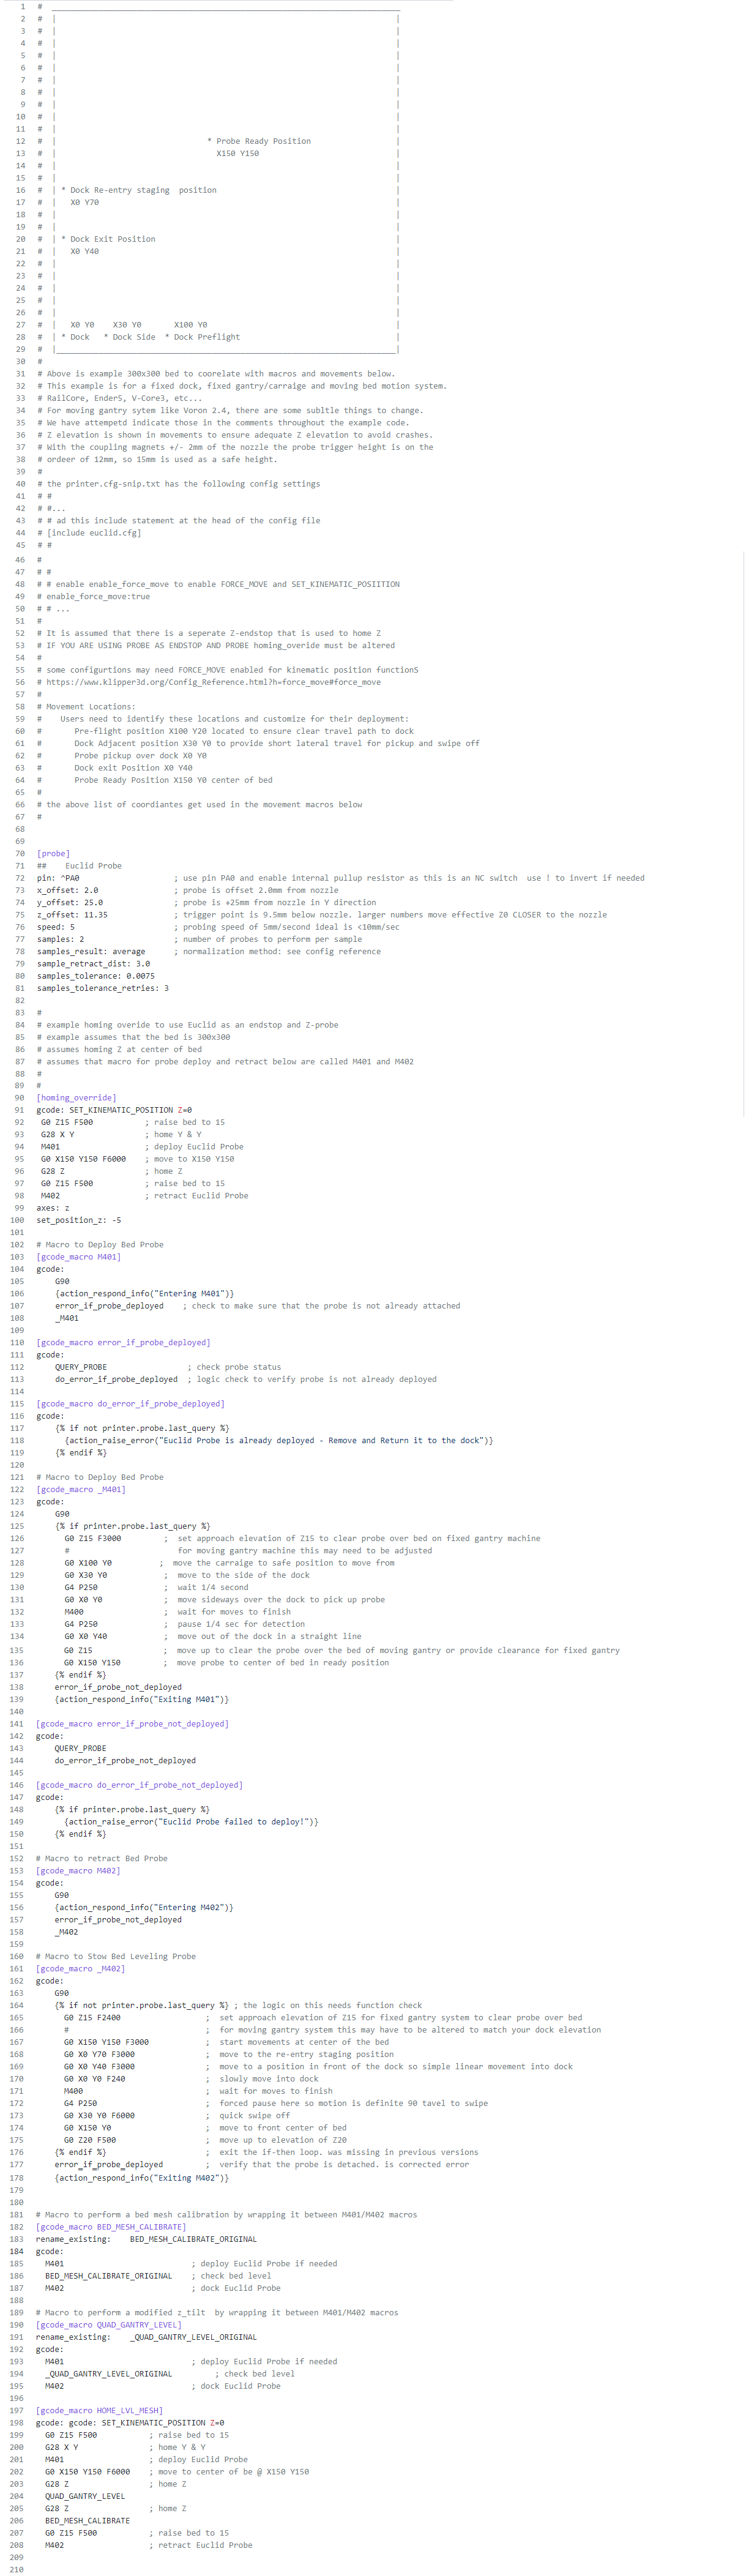 1 # __________________________________________________________________________
2 # | |
3 # | |
4 # | |
5 # | |
6 # | |
7 # | |
8 # | |
9 # | |
10 # | |
11 # | |
12 # | * Probe Ready Position |
13 # | X150 Y150 |
14 # | |
15 # | |
16 # | * Dock Re-entry staging position |
17 # | X0 Y70 |
18 # | |
19 # | |
20 # | * Dock Exit Position |
21 # | X0 Y40 |
22 # | |
23 # | |
24 # | |
25 # | |
26 # | |
27 # | X0 Y0 X30 Y0 X100 Y0 |
28 # | * Dock * Dock Side * Dock Preflight |
29 # |_________________________________________________________________________|
30 #
31 # Above is example 300x300 bed to coorelate with macros and movements below.
32 # This example is for a fixed dock, fixed gantry/carraige and moving bed motion system.
33 # RailCore, Ender5, V-Core3, etc...
34 # For moving gantry sytem like Voron 2.4, there are some subltle things to change.
35 # We have attempetd indicate those in the comments throughout the example code.
36 # Z elevation is shown in movements to ensure adequate Z elevation to avoid crashes.
37 # With the coupling magnets +/- 2mm of the nozzle the probe trigger height is on the
38 # ordeer of 12mm, so 15mm is used as a safe height.
39 #
40 # the printer.cfg-snip.txt has the following config settings
41 # #
42 # #...
43 # # ad this include statement at the head of the config file
44 # [include euclid.cfg]
45 # #
46 #
47 # #
48 # # enable enable_force_move to enable FORCE_MOVE and SET_KINEMATIC_POSIITION
49 # enable_force_move:true
50 # # ...
51 #
52 # It is assumed that there is a seperate Z-endstop that is used to home Z
53 # IF YOU ARE USING PROBE AS ENDSTOP AND PROBE homing_overide must be altered
54 #
55 # some configurtions may need FORCE_MOVE enabled for kinematic position functionS
56 # https://www.klipper3d.org/Config_Reference.html?h=force_move#force_move
57 #
58 # Movement Locations:
59 # Users need to identify these locations and customize for their deployment:
60 # Pre-flight position X100 Y20 located to ensure clear travel path to dock
61 # Dock Adjacent position X30 Y0 to provide short lateral travel for pickup and swipe off
62 # Probe pickup over dock X0 Y0
63 # Dock exit Position X0 Y40
64 # Probe Ready Position X150 Y0 center of bed
65 #
66 # the above list of coordiantes get used in the movement macros below
67 #
68
69
70 [probe]
71 ## Euclid Probe
72 pin: ^PA0 ; use pin PA0 and enable internal pullup resistor as this is an NC switch use ! to invert if needed
73 x_offset: 2.0 ; probe is offset 2.0mm from nozzle
74 y_offset: 25.0 ; probe is +25mm from nozzle in Y direction
75 z_offset: 11.35 ; trigger point is 9.5mm below nozzle. larger numbers move effective Z0 CLOSER to the nozzle
76 speed: 5 ; probing speed of 5mm/second ideal is <10mm/sec
77 samples: 2 ; number of probes to perform per sample
78 samples_result: average ; normalization method: see config reference
79 sample_retract_dist: 3.0
80 samples_tolerance: 0.0075
81 samples_tolerance_retries: 3
82
83 #
84 # example homing overide to use Euclid as an endstop and Z-probe
85 # example assumes that the bed is 300x300
86 # assumes homing Z at center of bed
87 # assumes that macro for probe deploy and retract below are called M401 and M402
88 #
89 #
90 [homing_override]
91 gcode: SET_KINEMATIC_POSITION Z=0
92 G0 Z15 F500 ; raise bed to 15
93 G28 X Y ; home Y & Y
94 M401 ; deploy Euclid Probe
95 G0 X150 Y150 F6000 ; move to X150 Y150
96 G28 Z ; home Z
97 G0 Z15 F500 ; raise bed to 15
98 M402 ; retract Euclid Probe
99 axes: z
100 set_position_z: -5
101
102 # Macro to Deploy Bed Probe
103 [gcode_macro M401]
104 gcode:
105 G90
106 {action_respond_info("Entering M401")}
107 error_if_probe_deployed ; check to make sure that the probe is not already attached
108 _M401
109
110 [gcode_macro error_if_probe_deployed]
111 gcode:
112 QUERY_PROBE ; check probe status
113 do_error_if_probe_deployed ; logic check to verify probe is not already deployed
114
115 [gcode_macro do_error_if_probe_deployed]
116 gcode:
117 {% if not printer.probe.last_query %}
118 {action_raise_error("Euclid Probe is already deployed - Remove and Return it to the dock")}
119 {% endif %}
120
121 # Macro to Deploy Bed Probe
122 [gcode_macro _M401]
123 gcode:
124 G90
125 {% if printer.probe.last_query %}
126 G0 Z15 F3000 ; set approach elevation of Z15 to clear probe over bed on fixed gantry machine
127 # for moving gantry machine this may need to be adjusted
128 G0 X100 Y0 ; move the carraige to safe position to move from
129 G0 X30 Y0 ; move to the side of the dock
130 G4 P250 ; wait 1/4 second
131 G0 X0 Y0 ; move sideways over the dock to pick up probe
132 M400 ; wait for moves to finish
133 G4 P250 ; pause 1/4 sec for detection
134 G0 X0 Y40 ; move out of the dock in a straight line
135 G0 Z15 ; move up to clear the probe over the bed of moving gantry or provide clearance for fixed gantry
136 G0 X150 Y150 ; move probe to center of bed in ready position
137 {% endif %}
138 error_if_probe_not_deployed
139 {action_respond_info("Exiting M401")}
140
141 [gcode_macro error_if_probe_not_deployed]
142 gcode:
143 QUERY_PROBE
144 do_error_if_probe_not_deployed
145
146 [gcode_macro do_error_if_probe_not_deployed]
147 gcode:
148 {% if printer.probe.last_query %}
149 {action_raise_error("Euclid Probe failed to deploy!")}
150 {% endif %}
151
152 # Macro to retract Bed Probe
153 [gcode_macro M402]
154 gcode:
155 G90
156 {action_respond_info("Entering M402")}
157 error_if_probe_not_deployed
158 _M402
159
160 # Macro to Stow Bed Leveling Probe
161 [gcode_macro _M402]
162 gcode:
163 G90
164 {% if not printer.probe.last_query %} ; the logic on this needs function check
165 G0 Z15 F2400 ; set approach elevation of Z15 for fixed gantry system to clear probe over bed
166 # ; for moving gantry system this may have to be altered to match your dock elevation
167 G0 X150 Y150 F3000 ; start movements at center of the bed
168 G0 X0 Y70 F3000 ; move to the re-entry staging position
169 G0 X0 Y40 F3000 ; move to a position in front of the dock so simple linear movement into dock
170 G0 X0 Y0 F240 ; slowly move into dock
171 M400 ; wait for moves to finish
172 G4 P250 ; forced pause here so motion is definite 90 tavel to swipe
173 G0 X30 Y0 F6000 ; quick swipe off
174 G0 X150 Y0 ; move to front center of bed
175 G0 Z20 F500 ; move up to elevation of Z20
176 {% endif %} ; exit the if-then loop. was missing in previous versions
177 error_if_probe_deployed ; verify that the probe is detached. is corrected error
178 {action_respond_info("Exiting M402")}
179
180
181 # Macro to perform a bed mesh calibration by wrapping it between M401/M402 macros
182 [gcode_macro BED_MESH_CALIBRATE]
183 rename_existing: BED_MESH_CALIBRATE_ORIGINAL
184 gcode:
185 M401 ; deploy Euclid Probe if needed
186 BED_MESH_CALIBRATE_ORIGINAL ; check bed level
187 M402 ; dock Euclid Probe
188
189 # Macro to perform a modified z_tilt by wrapping it between M401/M402 macros
190 [gcode_macro QUAD_GANTRY_LEVEL]
191 rename_existing: _QUAD_GANTRY_LEVEL_ORIGINAL
192 gcode:
193 M401 ; deploy Euclid Probe if needed
194 _QUAD_GANTRY_LEVEL_ORIGINAL ; check bed level
195 M402 ; dock Euclid Probe
196
197 [gcode_macro HOME_LVL_MESH]
198 gcode: gcode: SET_KINEMATIC_POSITION Z=0
199 G0 Z15 F500 ; raise bed to 15
200 G28 X Y ; home Y & Y
201 M401 ; deploy Euclid Probe
202 G0 X150 Y150 F6000 ; move to center of be @ X150 Y150
203 G28 Z ; home Z
204 QUAD_GANTRY_LEVEL
205 G28 Z ; home Z
206 BED_MESH_CALIBRATE
207 G0 Z15 F500 ; raise bed to 15
208 M402 ; retract Euclid Probe
209
210